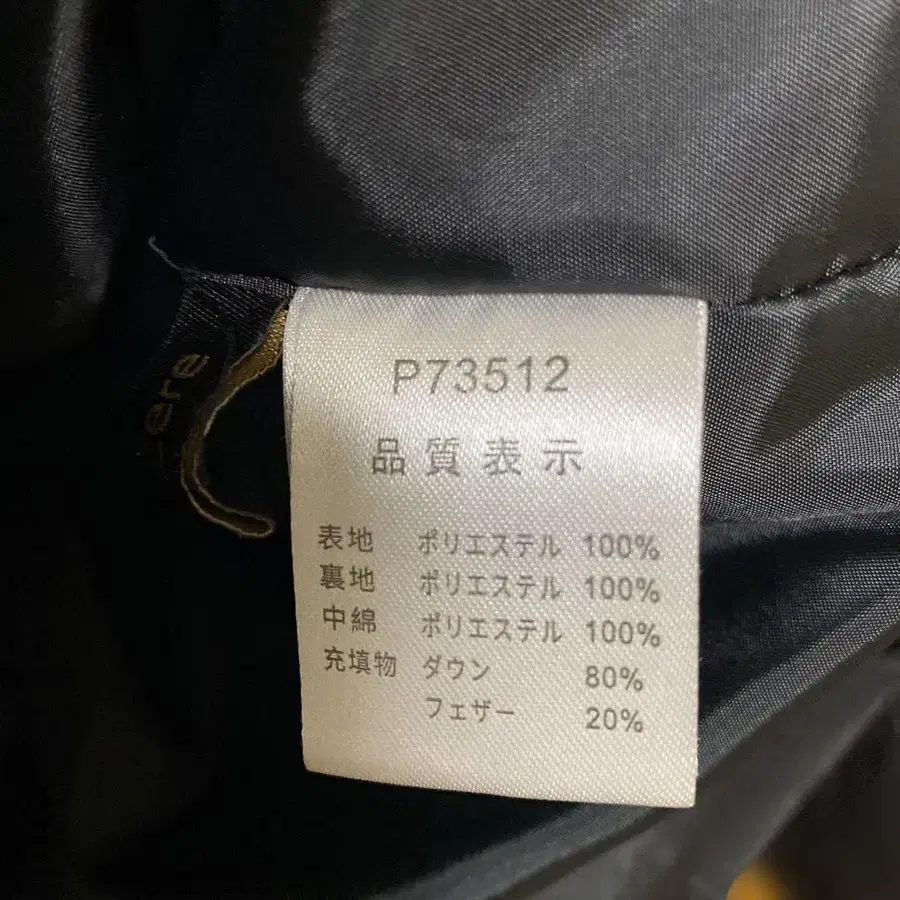 P73512
品質表示
表地 ポリエステル 100%
裏地 ポリエステル 100%
中綿 ポリエステル 100%
充填物 ダウン 80%
フェザー 20%